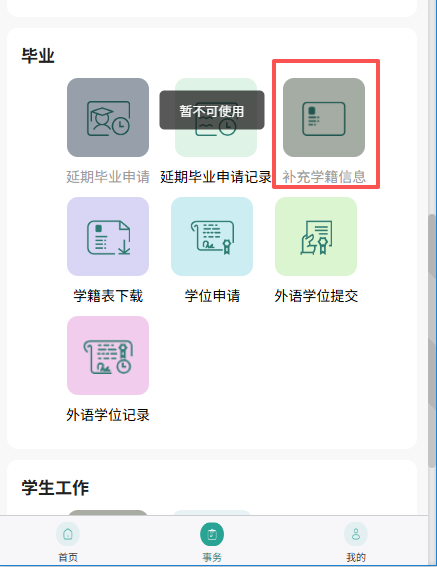 毕业
暂不可使用
延期毕业申请 延期毕业申请记录 补充学籍信息
学籍表下载 学位申请 外语学位提交
外语学位记录
学生工作
首页 事务 我的